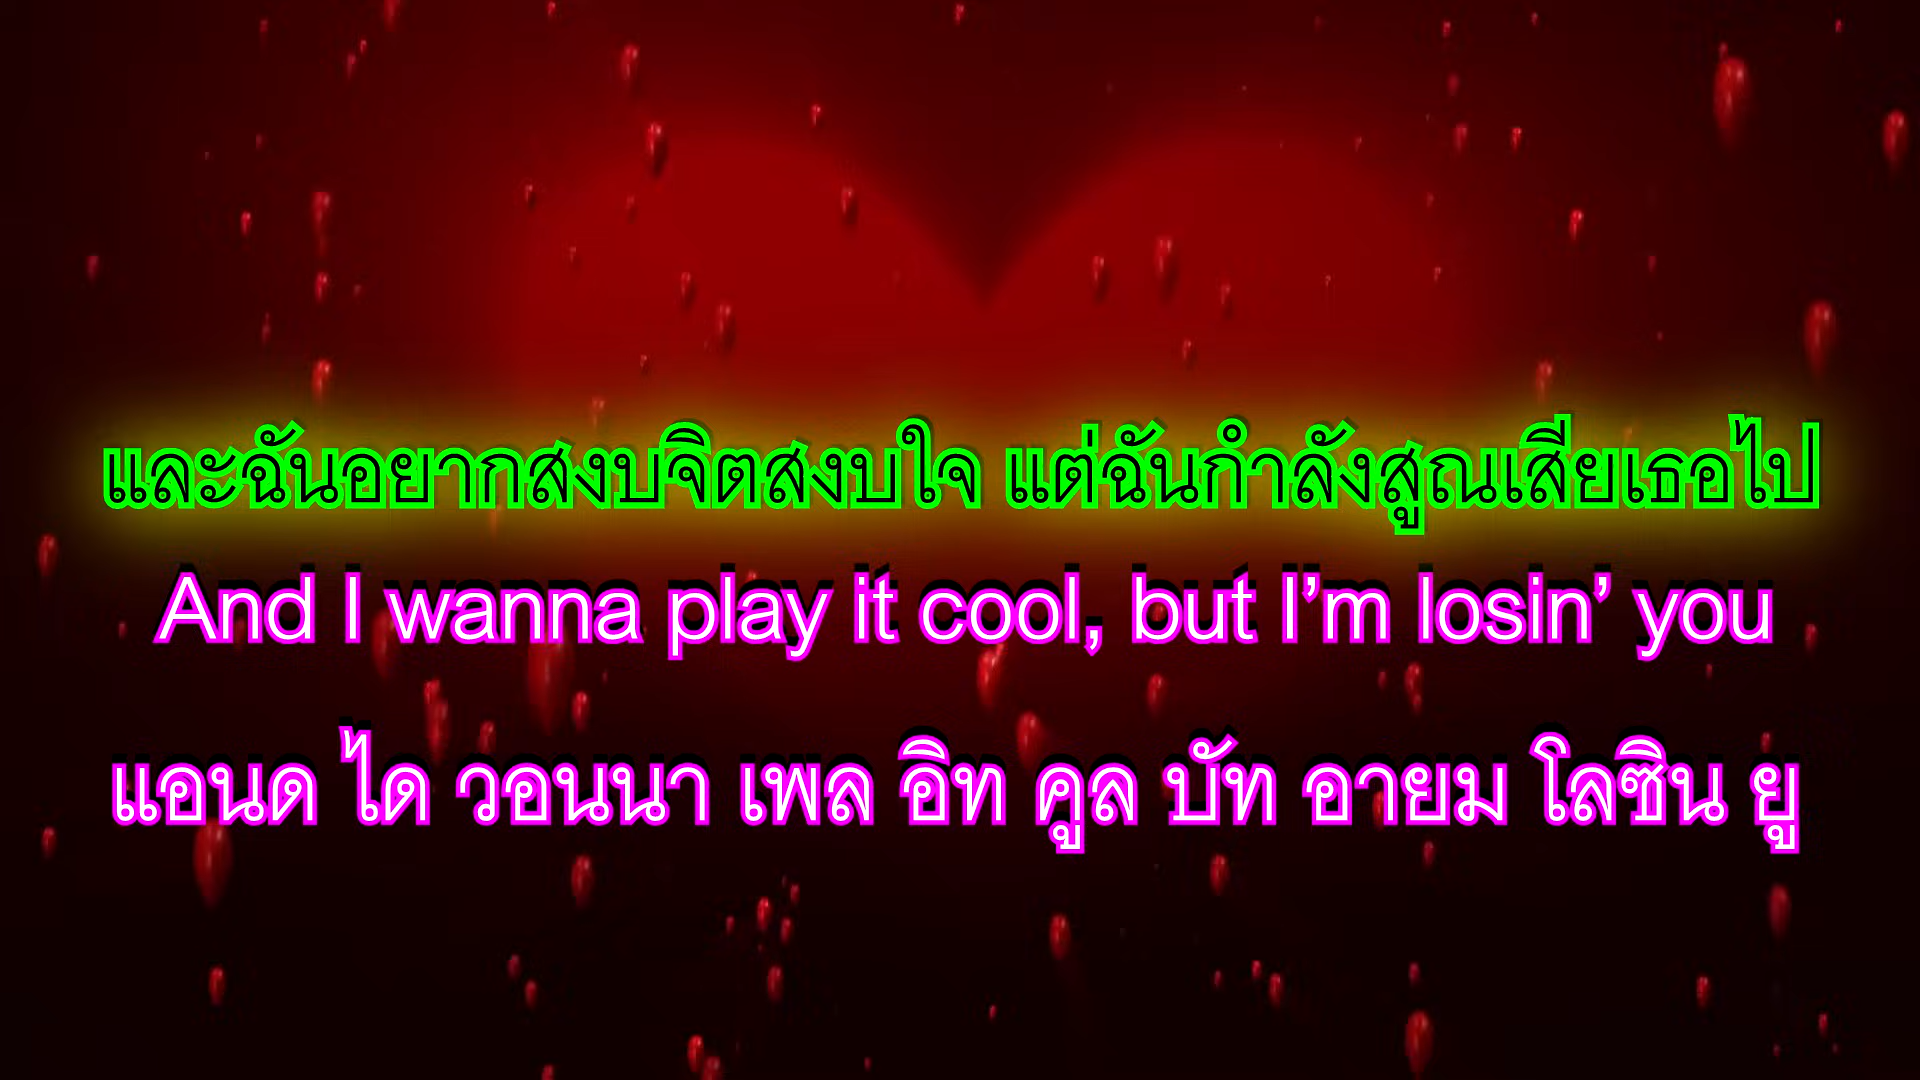 และฉันอยากสงบจิตสงบใจ แต่ฉันกำลังสูณเสียเธอไป
And I wanna play it cool, but I’m losin’ you
แอนด ได วอนนา เพล อิท คูล บัท อายม โลซิน ยู